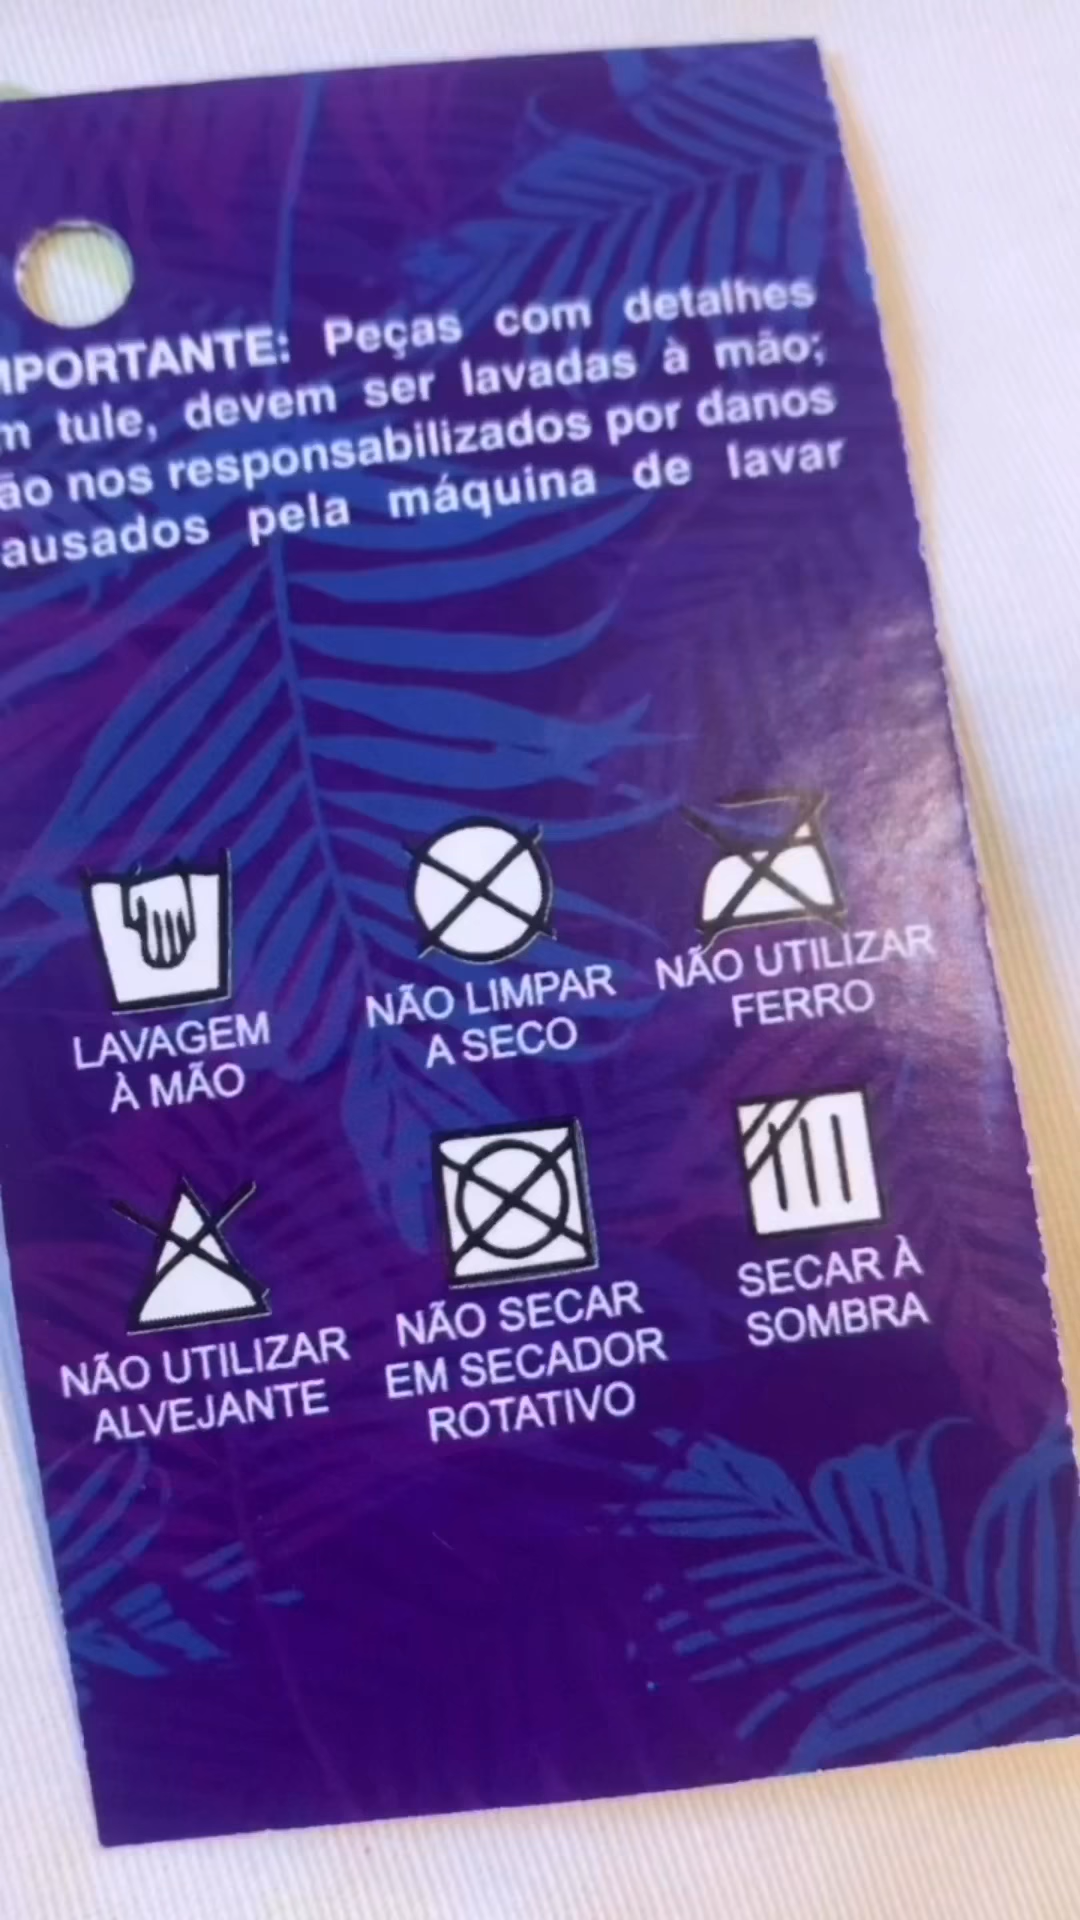 IMPORTANTE: Peças com detalhes
m tule, devem ser lavadas à mão;
ão nos responsabilizados por danos
ausados pela máquina de lavar
LAVAGEM
À MÃO
NÃO LIMPAR
A SECO
NÃO UTILIZAR
FERRO
NÃO UTILIZAR
ALVEJANTE
NÃO SECAR
EM SECADOR
ROTATIVO
SECAR À
SOMBRA